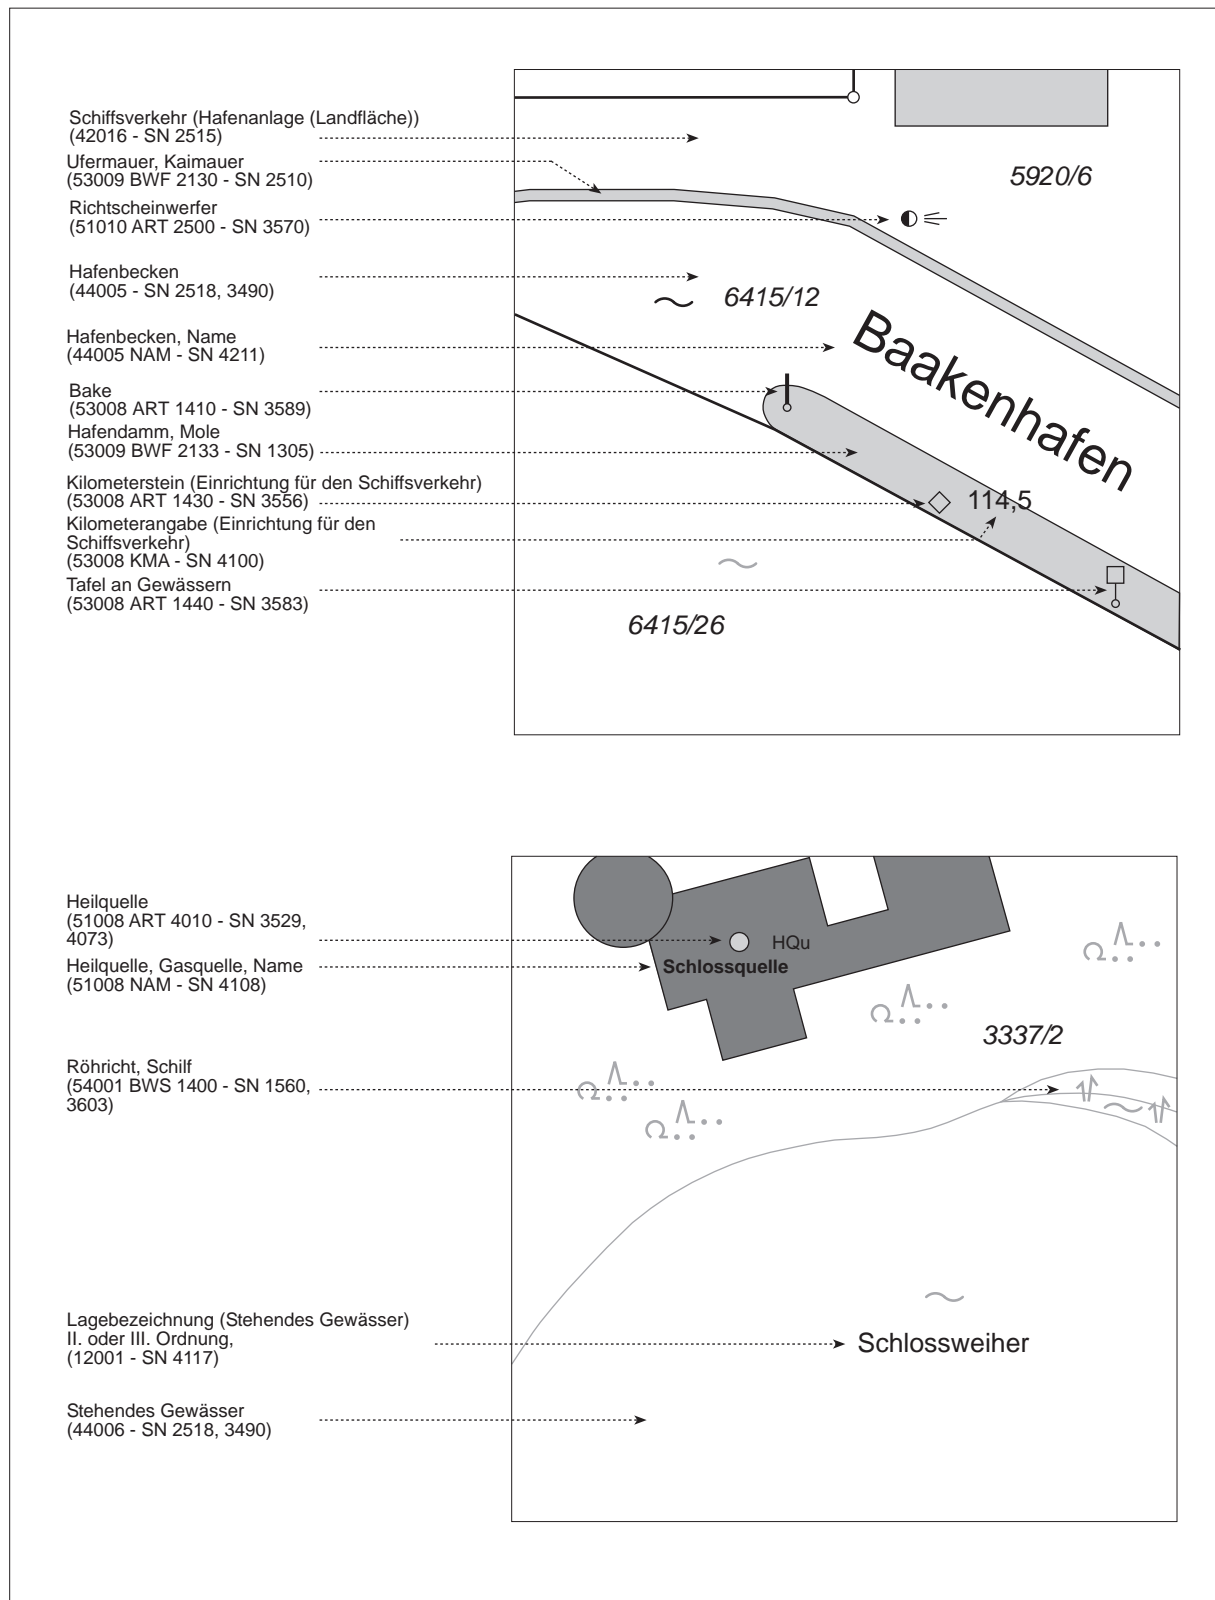 Schiffsverkehr (Hafenanlage (Landfläche))
(42016 - SN 2515)
Ufermauer, Kaimauer
(53009 BWF 2130 - SN 2510)
Richtscheinwerfer
(51010 ART 2500 - SN 3570)
Hafenbecken
(44005 - SN 2518, 3490)
Hafenbecken, Name
(44005 NAM - SN 4211)
Bake
(53008 ART 1410 - SN 3589)
Hafendamm, Mole
(53009 BWF 2133 - SN 1305)
Kilometerstein (Einrichtung für den Schiffsverkehr)
(53008 ART 1430 - SN 3556)
Kilometerangabe (Einrichtung für den
Schiffsverkehr)
(53008 KMA - SN 4100)
Tafel an Gewässern
(53008 ART 1440 - SN 3583)
5920/6
6415/12
Baakenhafen
114,5
6415/26
Heilquelle
(51008 ART 4010 - SN 3529,
4073)
Heilquelle, Gasquelle, Name
(51008 NAM - SN 4108)
Röhricht, Schilf
(54001 BWS 1400 - SN 1560,
3603)
Lagebezeichnung (Stehendes Gewässer)
II. oder III. Ordnung,
(12001 - SN 4117)
Stehendes Gewässer
(44006 - SN 2518, 3490)
HQu
Schlossquelle
3337/2
Schlossweiher